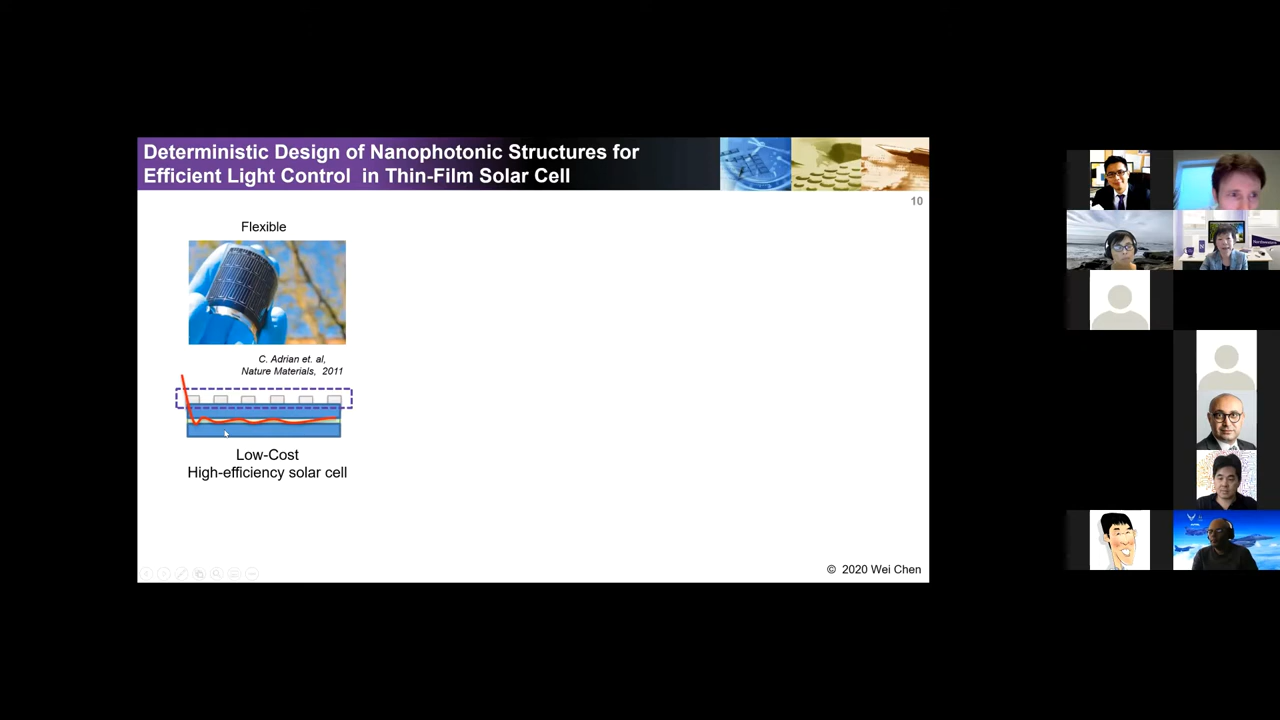 Deterministic Design of Nanophotonic Structures for
Efficient Light Control in Thin-Film Solar Cell
10
Flexible
C. Adrian et. al,
Nature Materials, 2011
Low-Cost
High-efficiency solar cell
© 2020 Wei Chen
Northwestern